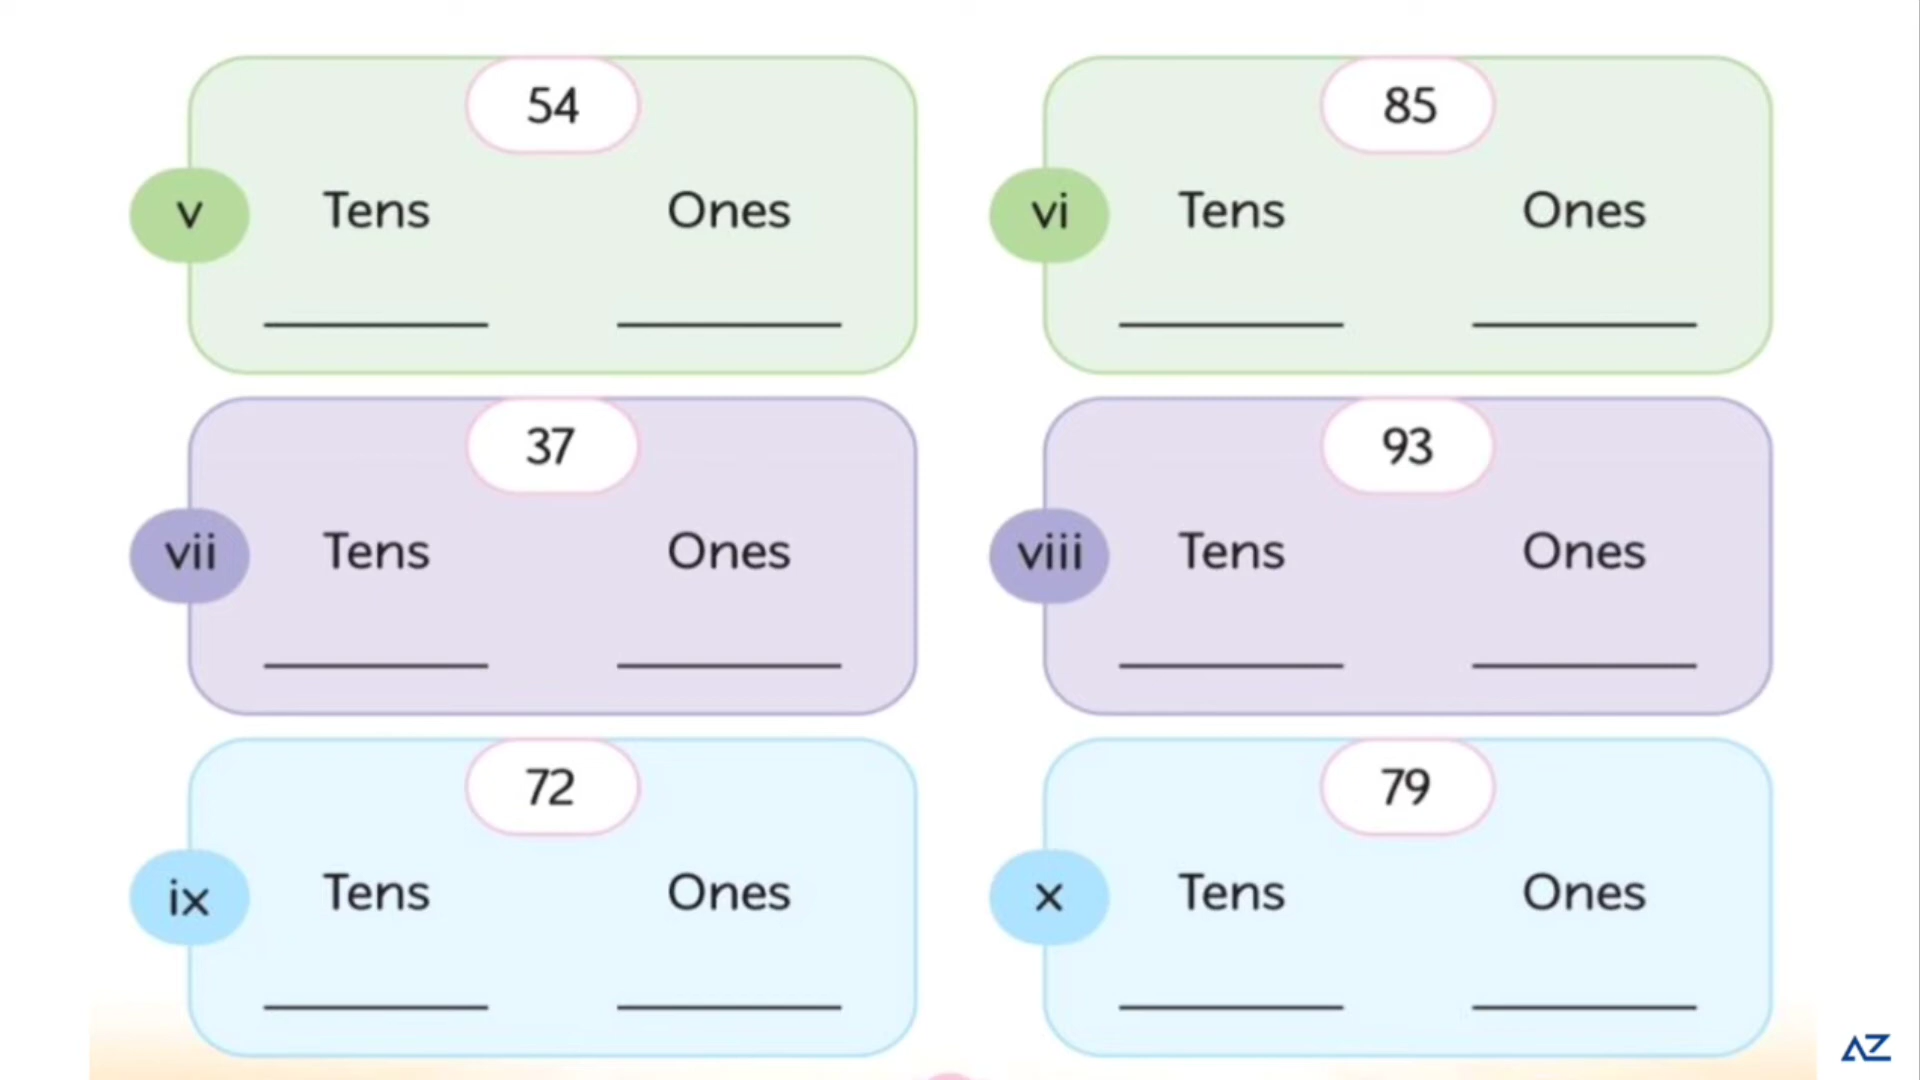 54
v Tens Ones
85
vi Tens Ones
37
vii Tens Ones
93
viii Tens Ones
72
ix Tens Ones
79
x Tens Ones
AZ